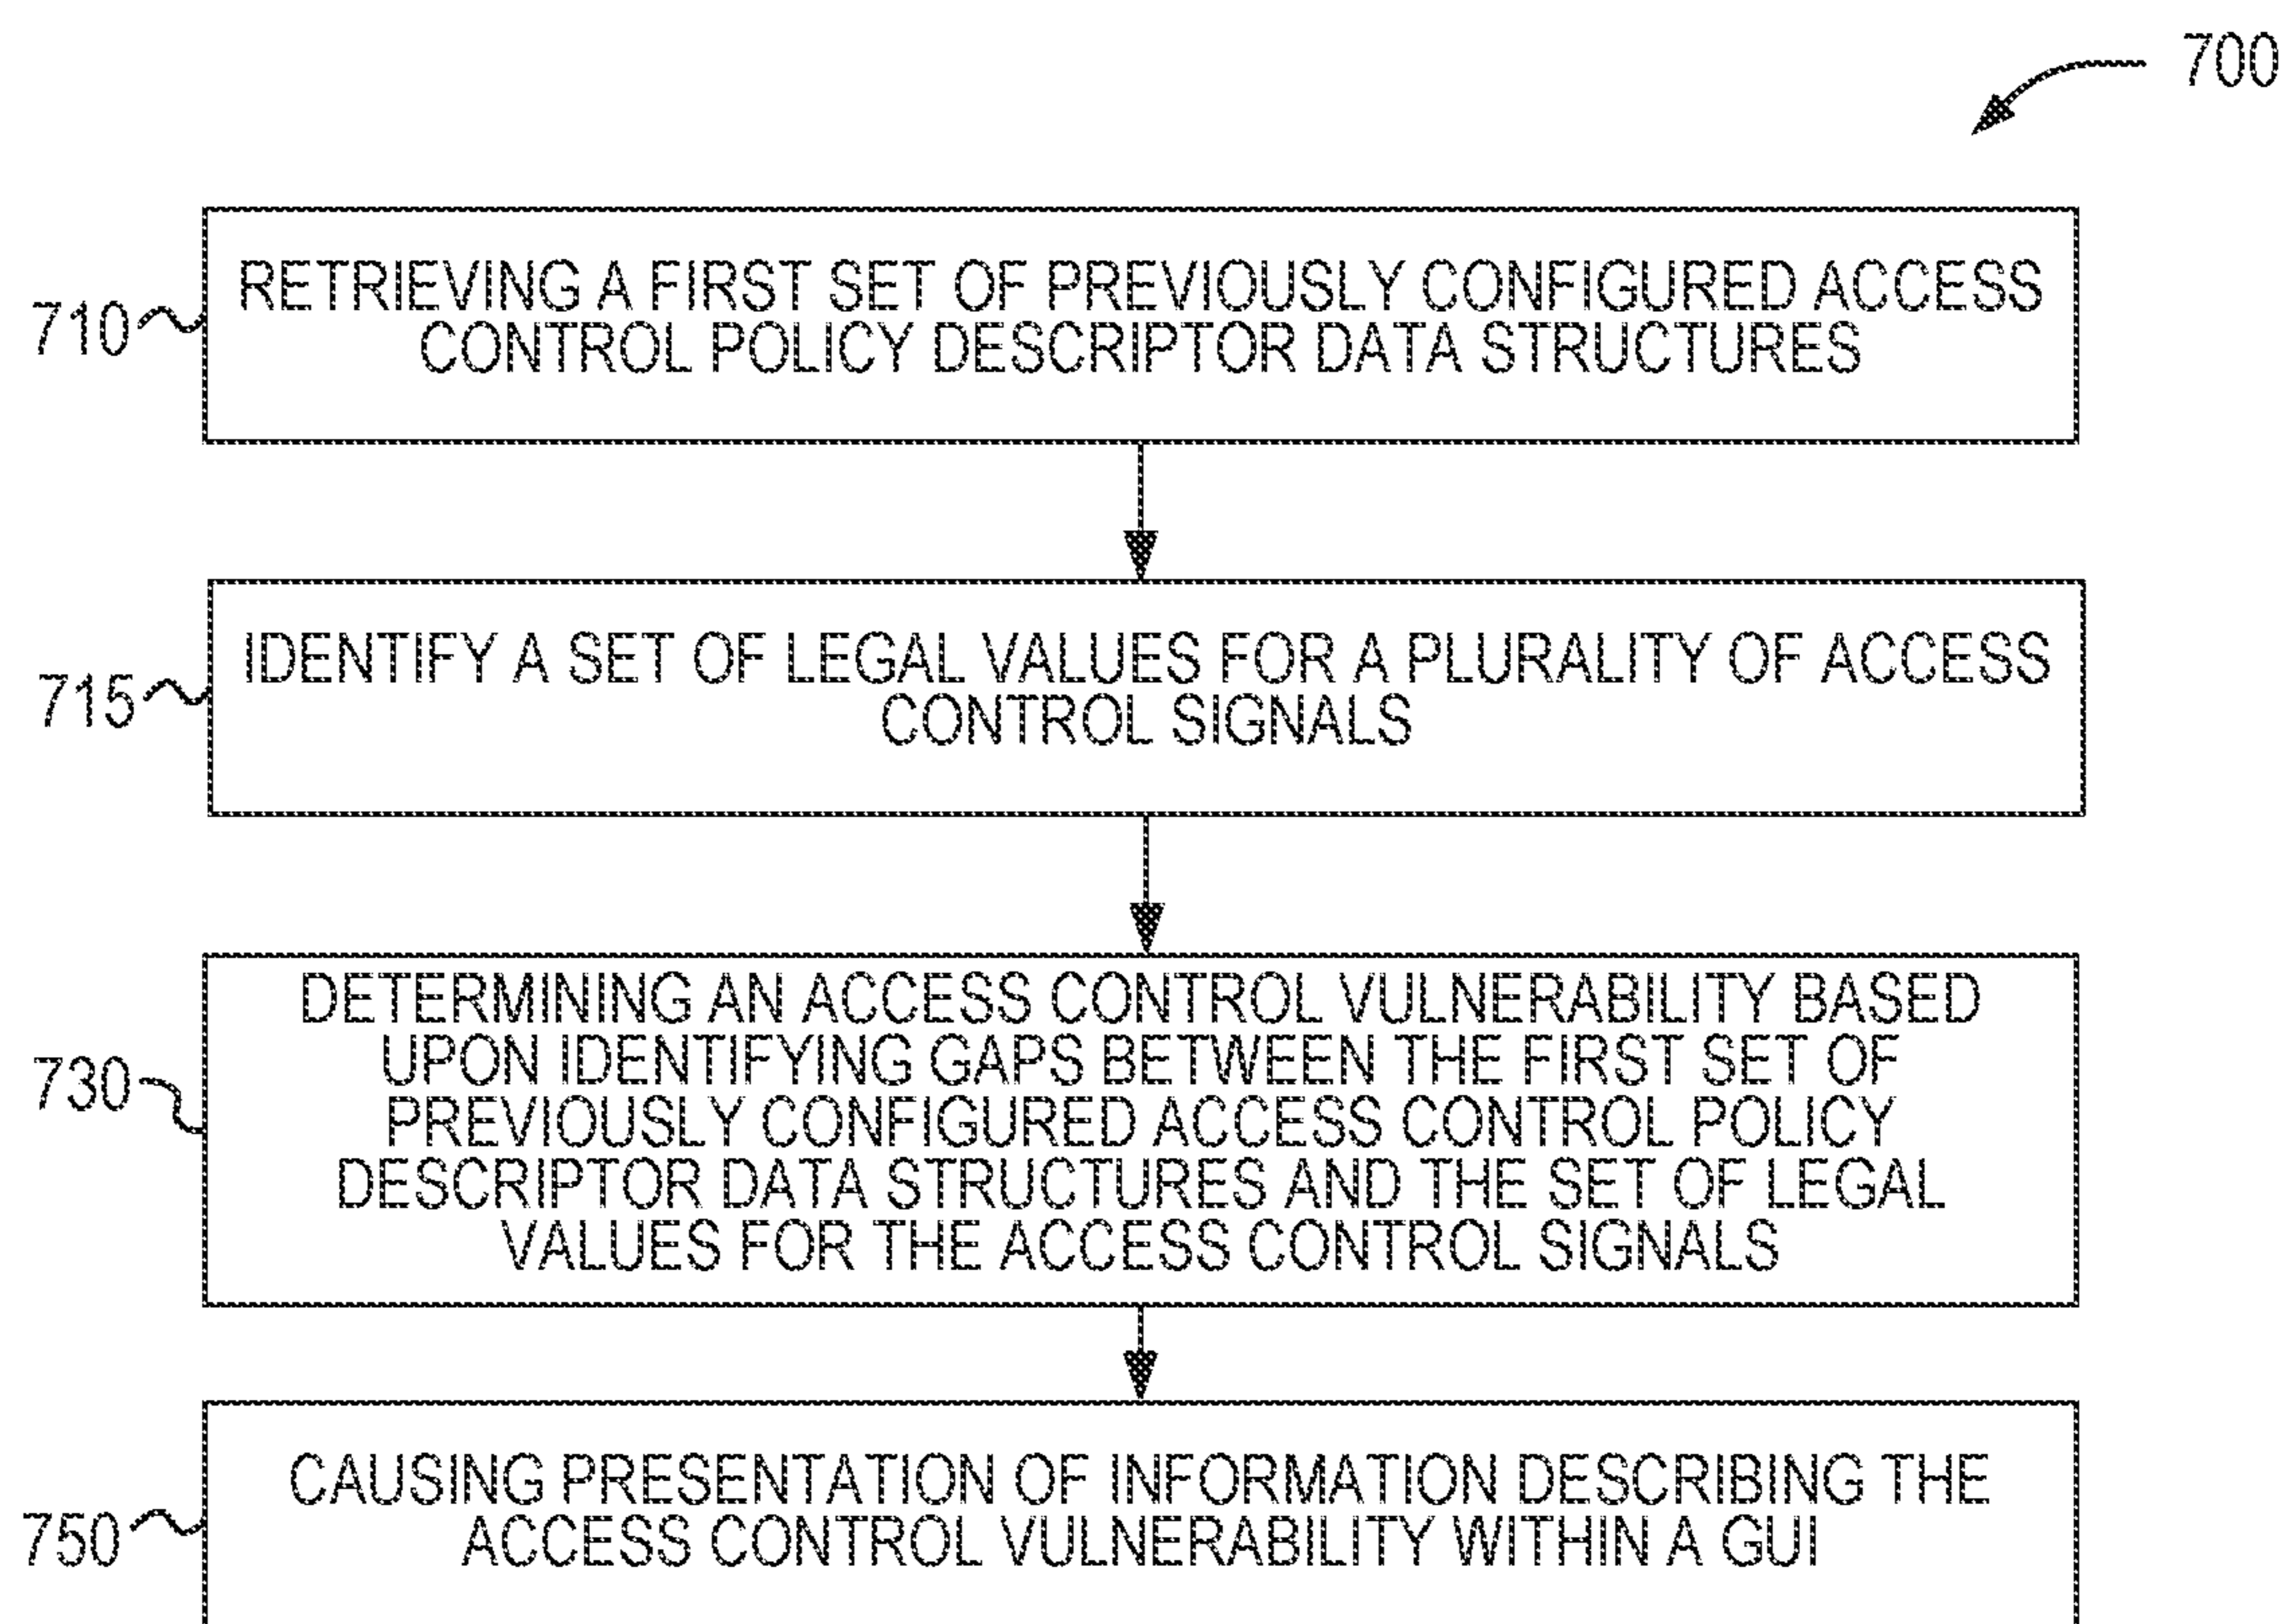 700
RETRIEVING A FIRST SET OF PREVIOUSLY CONFIGURED ACCESS
CONTROL POLICY DESCRIPTOR DATA STRUCTURES
710
IDENTIFY A SET OF LEGAL VALUES FOR A PLURALITY OF ACCESS
CONTROL SIGNALS
715
DETERMINING AN ACCESS CONTROL VULNERABILITY BASED
UPON IDENTIFYING GAPS BETWEEN THE FIRST SET OF
PREVIOUSLY CONFIGURED ACCESS CONTROL POLICY
DESCRIPTOR DATA STRUCTURES AND THE SET OF LEGAL
VALUES FOR THE ACCESS CONTROL SIGNALS
730
CAUSING PRESENTATION OF INFORMATION DESCRIBING THE
ACCESS CONTROL VULNERABILITY WITHIN A GUI
750